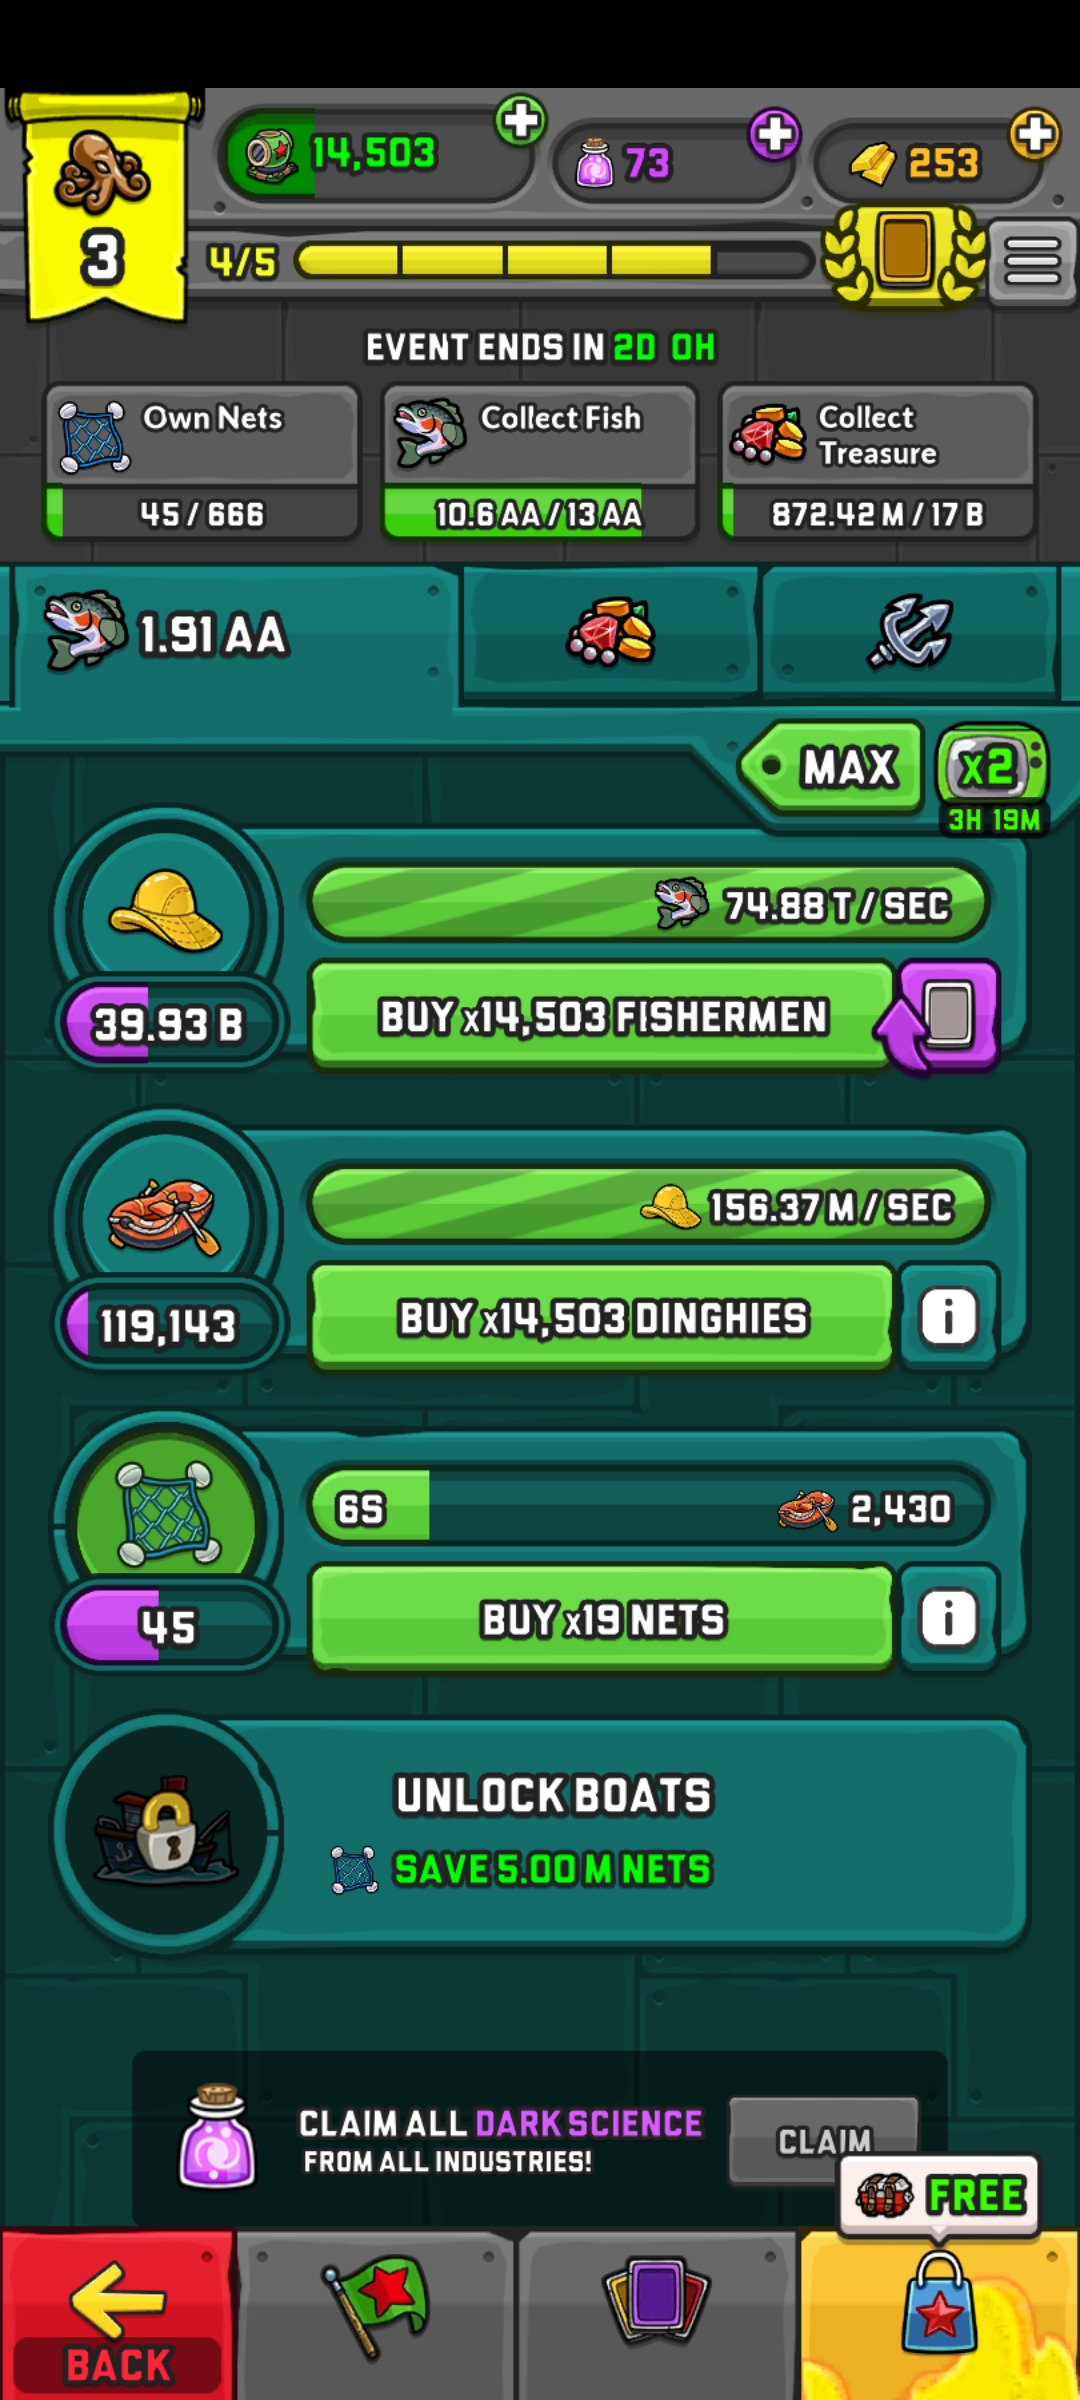 14,503
73
253
3
4/5
EVENT ENDS IN 2D 0H
Own Nets
45 / 666
Collect Fish
10.6 AA / 13 AA
Collect
Treasure
872.42 M / 17 B
1.91 AA
MAX
x2
3H 19M
74.88 T / SEC
39.93 B
BUY x14,503 FISHERMEN
156.37 M / SEC
119,143
BUY x14,503 DINGHIES
i
6S
2,430
45
BUY x19 NETS
i
UNLOCK BOATS
SAVE 5.00 M NETS
CLAIM ALL DARK SCIENCE
FROM ALL INDUSTRIES!
CLAIM
FREE
BACK